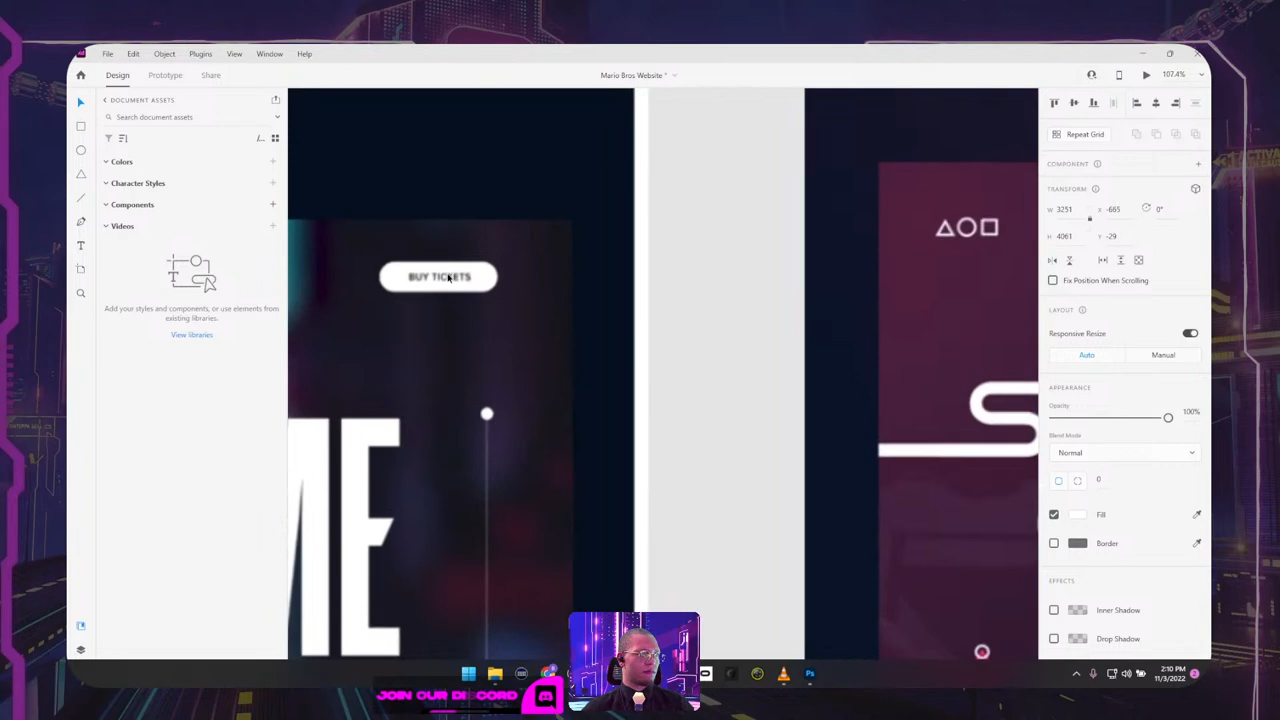 File Edit Object Plugins View Window Help
Design Prototype Share
Mario Bros Website *
107.4%
DOCUMENT ASSETS
Search document assets
Colors
Character Styles
Components
Videos
Add your styles and components, or use elements from
existing libraries.
View libraries
BUY TICKETS
ME
S
Repeat Grid
COMPONENT
TRANSFORM
W 3251 X -665 0°
H 4061 Y -29
Fix Position When Scrolling
LAYOUT
Responsive Resize
Auto Manual
APPEARANCE
Opacity
100%
Blend Mode
Normal
0
Fill
Border
EFFECTS
Inner Shadow
Drop Shadow
Ps
2:10 PM
11/3/2022
JOIN OUR DI CORD